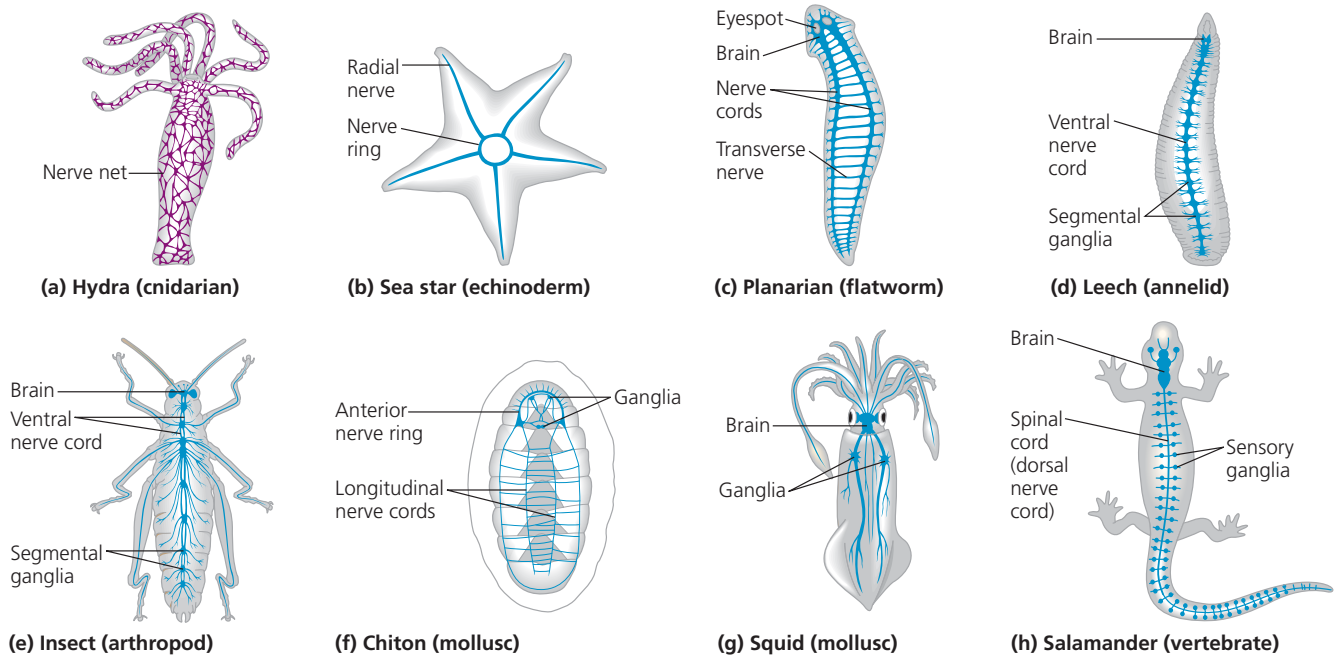 Nerve net
(a) Hydra (cnidarian)
Radial
nerve
Nerve
ring
(b) Sea star (echinoderm)
Eyespot
Brain
Nerve
cords
Transverse
nerve
(c) Planarian (flatworm)
Brain
Ventral
nerve
cord
Segmental
ganglia
(d) Leech (annelid)
Brain
Ventral
nerve cord
Segmental
ganglia
(e) Insect (arthropod)
Anterior
nerve ring
Ganglia
Longitudinal
nerve cords
(f) Chiton (mollusc)
Brain
Ganglia
(g) Squid (mollusc)
Brain
Spinal
cord
(dorsal
nerve
cord)
Sensory
ganglia
(h) Salamander (vertebrate)